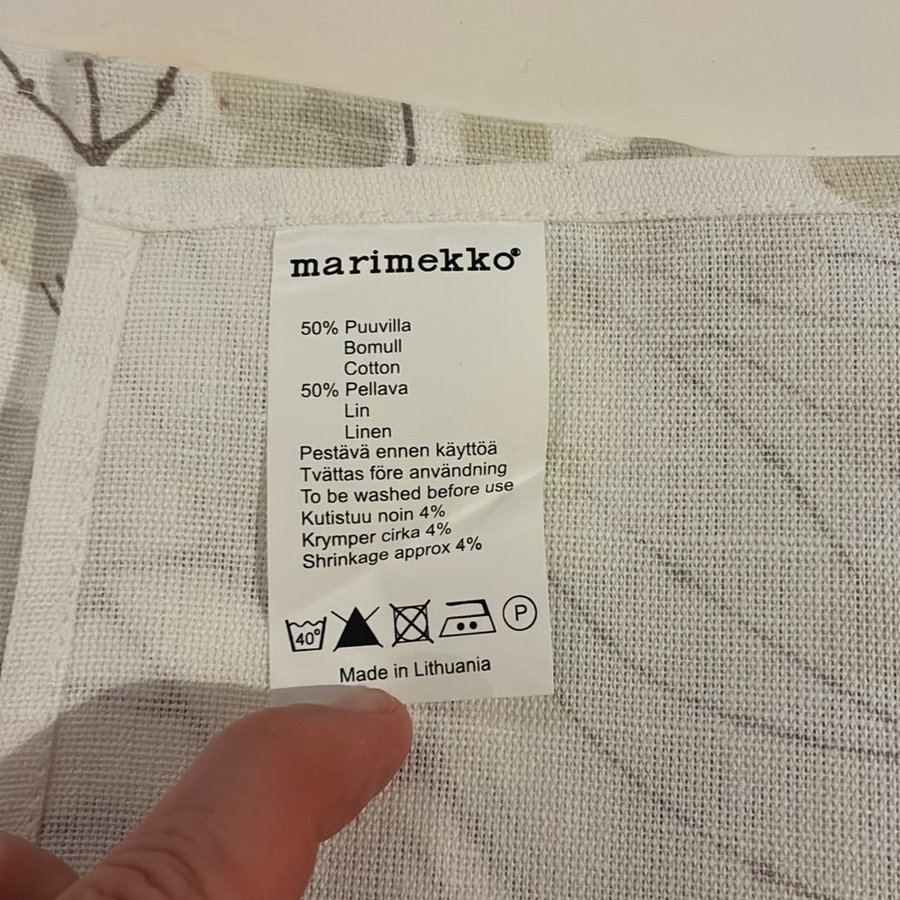 marimekko®
50% Puuvilla
Bomull
Cotton
50% Pellava
Lin
Linen
Pestävä ennen käyttöä
Tvättas före användning
To be washed before use
Kutistuu noin 4%
Krymper cirka 4%
Shrinkage approx 4%
40° P
Made in Lithuania